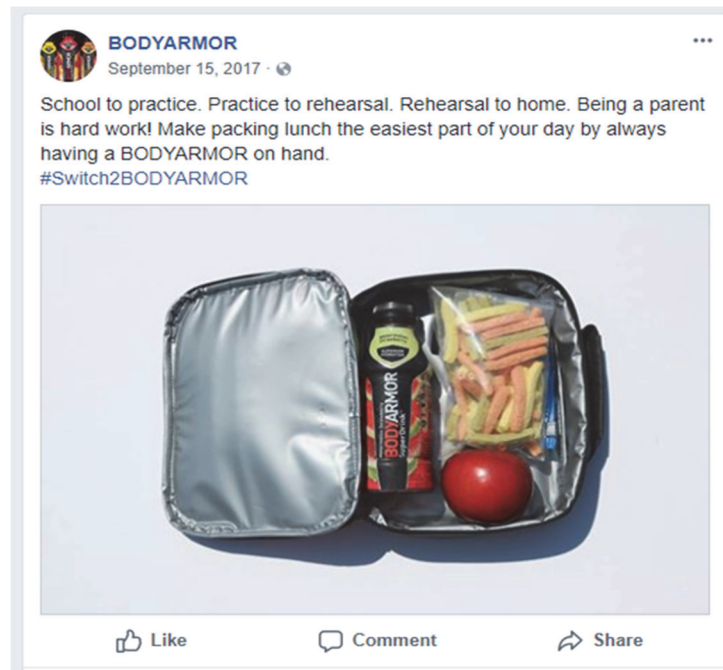 BODYARMOR
September 15, 2017
School to practice. Practice to rehearsal. Rehearsal to home. Being a parent
is hard work! Make packing lunch the easiest part of your day by always
having a BODYARMOR on hand.
#Switch2BODYARMOR
BODYARMOR
SuperDrink
Like
Comment
Share